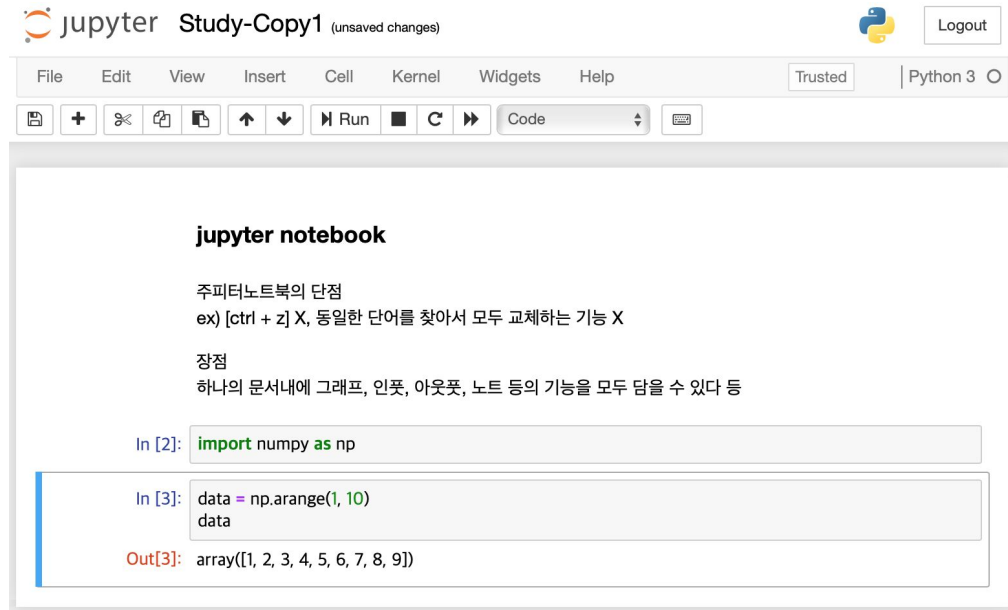 jupyter Study-Copy1 (unsaved changes) Logout
File Edit View Insert Cell Kernel Widgets Help Trusted Python 3
Run Code
jupyter notebook
주피터노트북의 단점
ex) [ctrl + z] X, 동일한 단어를 찾아서 모두 교체하는 기능 X
장점
하나의 문서내에 그래프, 인풋, 아웃풋, 노트 등의 기능을 모두 담을 수 있다 등
In [2]: import numpy as np
In [3]: data = np.arange(1, 10)
data
Out[3]: array([1, 2, 3, 4, 5, 6, 7, 8, 9])